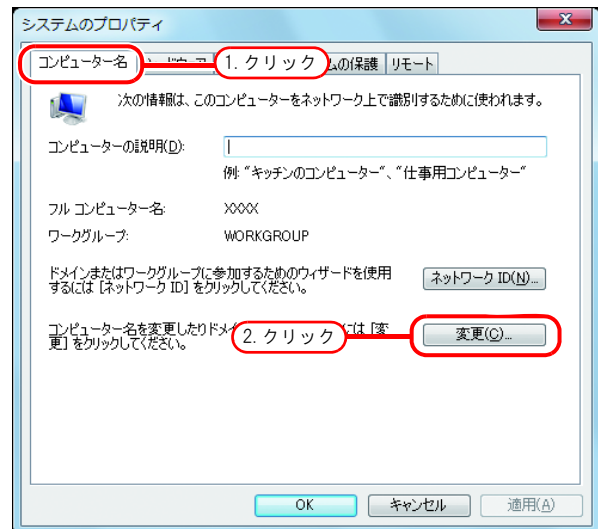 システムのプロパティ
コンピューター名 1. クリック ムの保護 リモート
次の情報は、このコンピューターをネットワーク上で識別するために使われます。
コンピューターの説明(D):
例: "キッチンのコンピューター"、"仕事用コンピューター"
フル コンピューター名: XXXX
ワークグループ: WORKGROUP
ドメインまたはワークグループに参加するためのウィザードを使用
するには [ネットワーク ID] をクリックしてください。
ネットワーク ID(N)...
コンピューター名を変更したりドメイ 2. クリック には [変
更] をクリックしてください。
変更(C)...
OK キャンセル 適用(A)